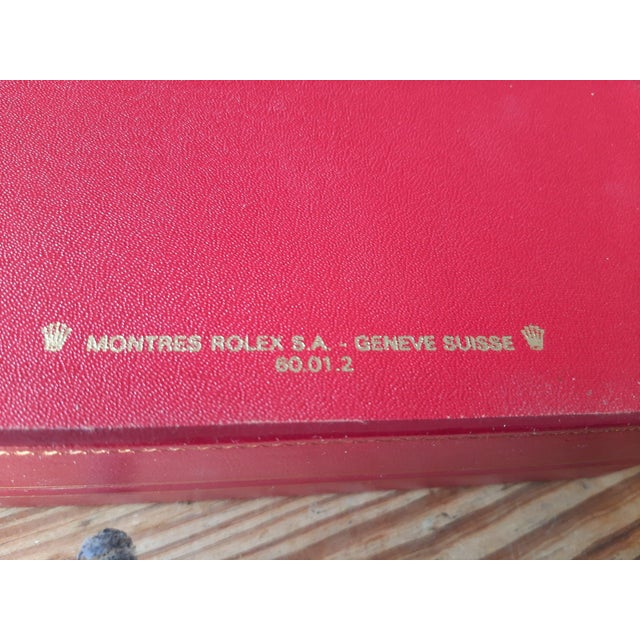 MONTRES ROLEX S.A. - GENEVE SUISSE
60.01.2